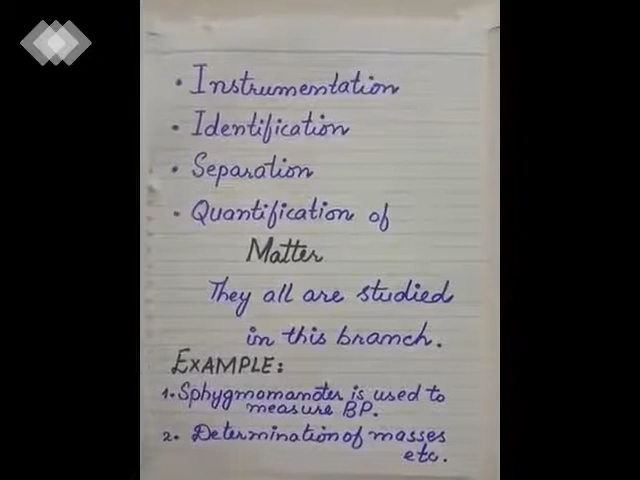 • Instrumentation
• Identification
• Separation
• Quantification of
Matter
They all are studied
in this branch.
EXAMPLE:
1. Sphygmomanoter is used to
measure BP.
2. Determination of masses
etc.